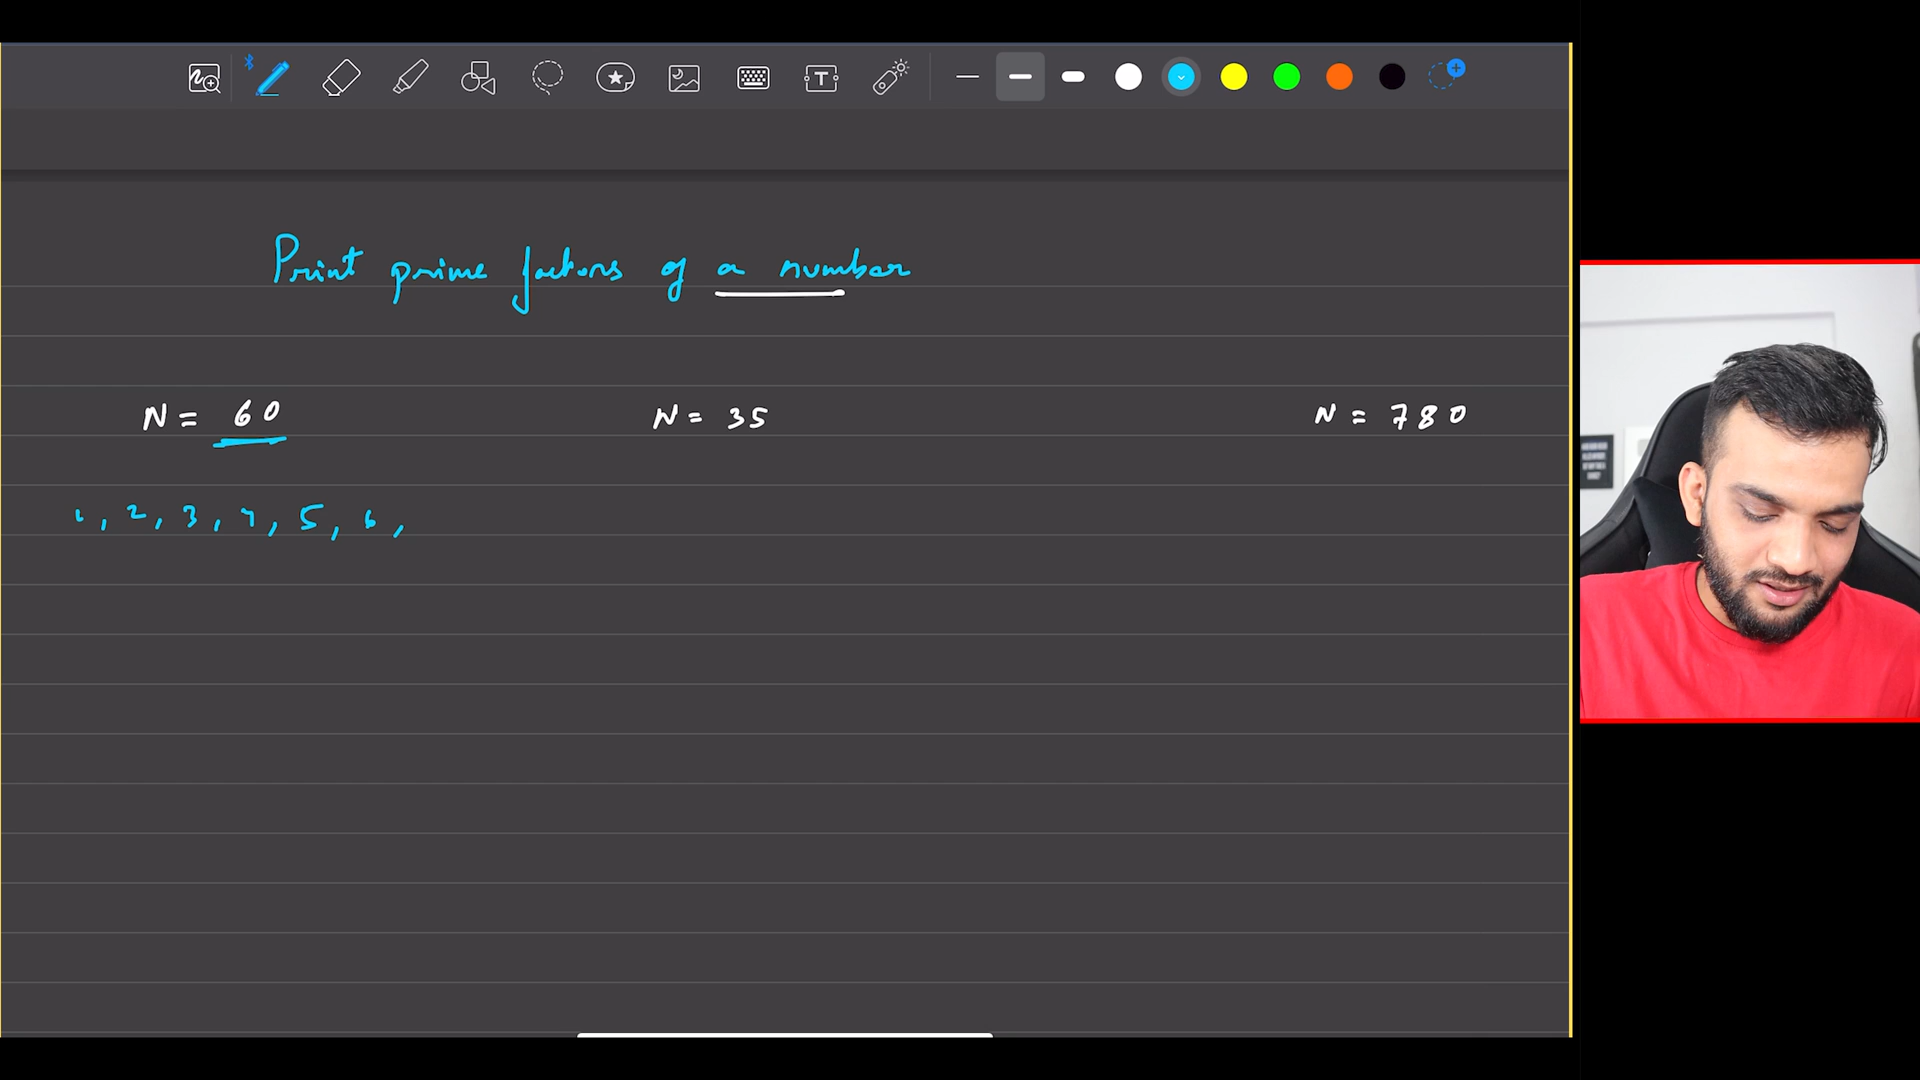 Print prime factors of a number
N = 60 N = 35 N = 780
1, 2, 3, 4, 5, 6,